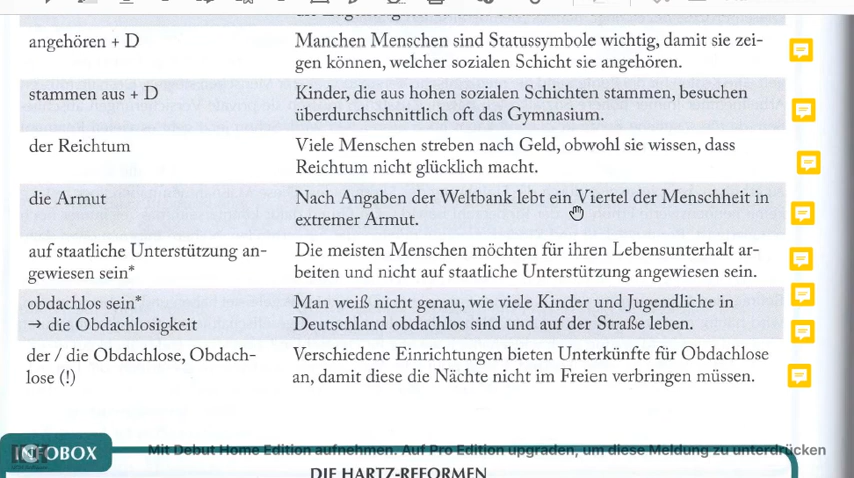 angehören + D
Manchen Menschen sind Statussymbole wichtig, damit sie zei-
gen können, welcher sozialen Schicht sie angehören.
stammen aus + D
Kinder, die aus hohen sozialen Schichten stammen, besuchen
überdurchschnittlich oft das Gymnasium.
der Reichtum
Viele Menschen streben nach Geld, obwohl sie wissen, dass
Reichtum nicht glücklich macht.
die Armut
Nach Angaben der Weltbank lebt ein Viertel der Menschheit in
extremer Armut.
auf staatliche Unterstützung an-
gewiesen sein*
Die meisten Menschen möchten für ihren Lebensunterhalt ar-
beiten und nicht auf staatliche Unterstützung angewiesen sein.
obdachlos sein*
→ die Obdachlosigkeit
Man weiß nicht genau, wie viele Kinder und Jugendliche in
Deutschland obdachlos sind und auf der Straße leben.
der / die Obdachlose, Obdach-
lose (!)
Verschiedene Einrichtungen bieten Unterkünfte für Obdachlose
an, damit diese die Nächte nicht im Freien verbringen müssen.
INFOBOX
Mit Debut Home Edition aufnehmen. Auf Pro Edition upgraden, um diese Meldung zu unterdrücken
DIE HARTZ-REFORMEN